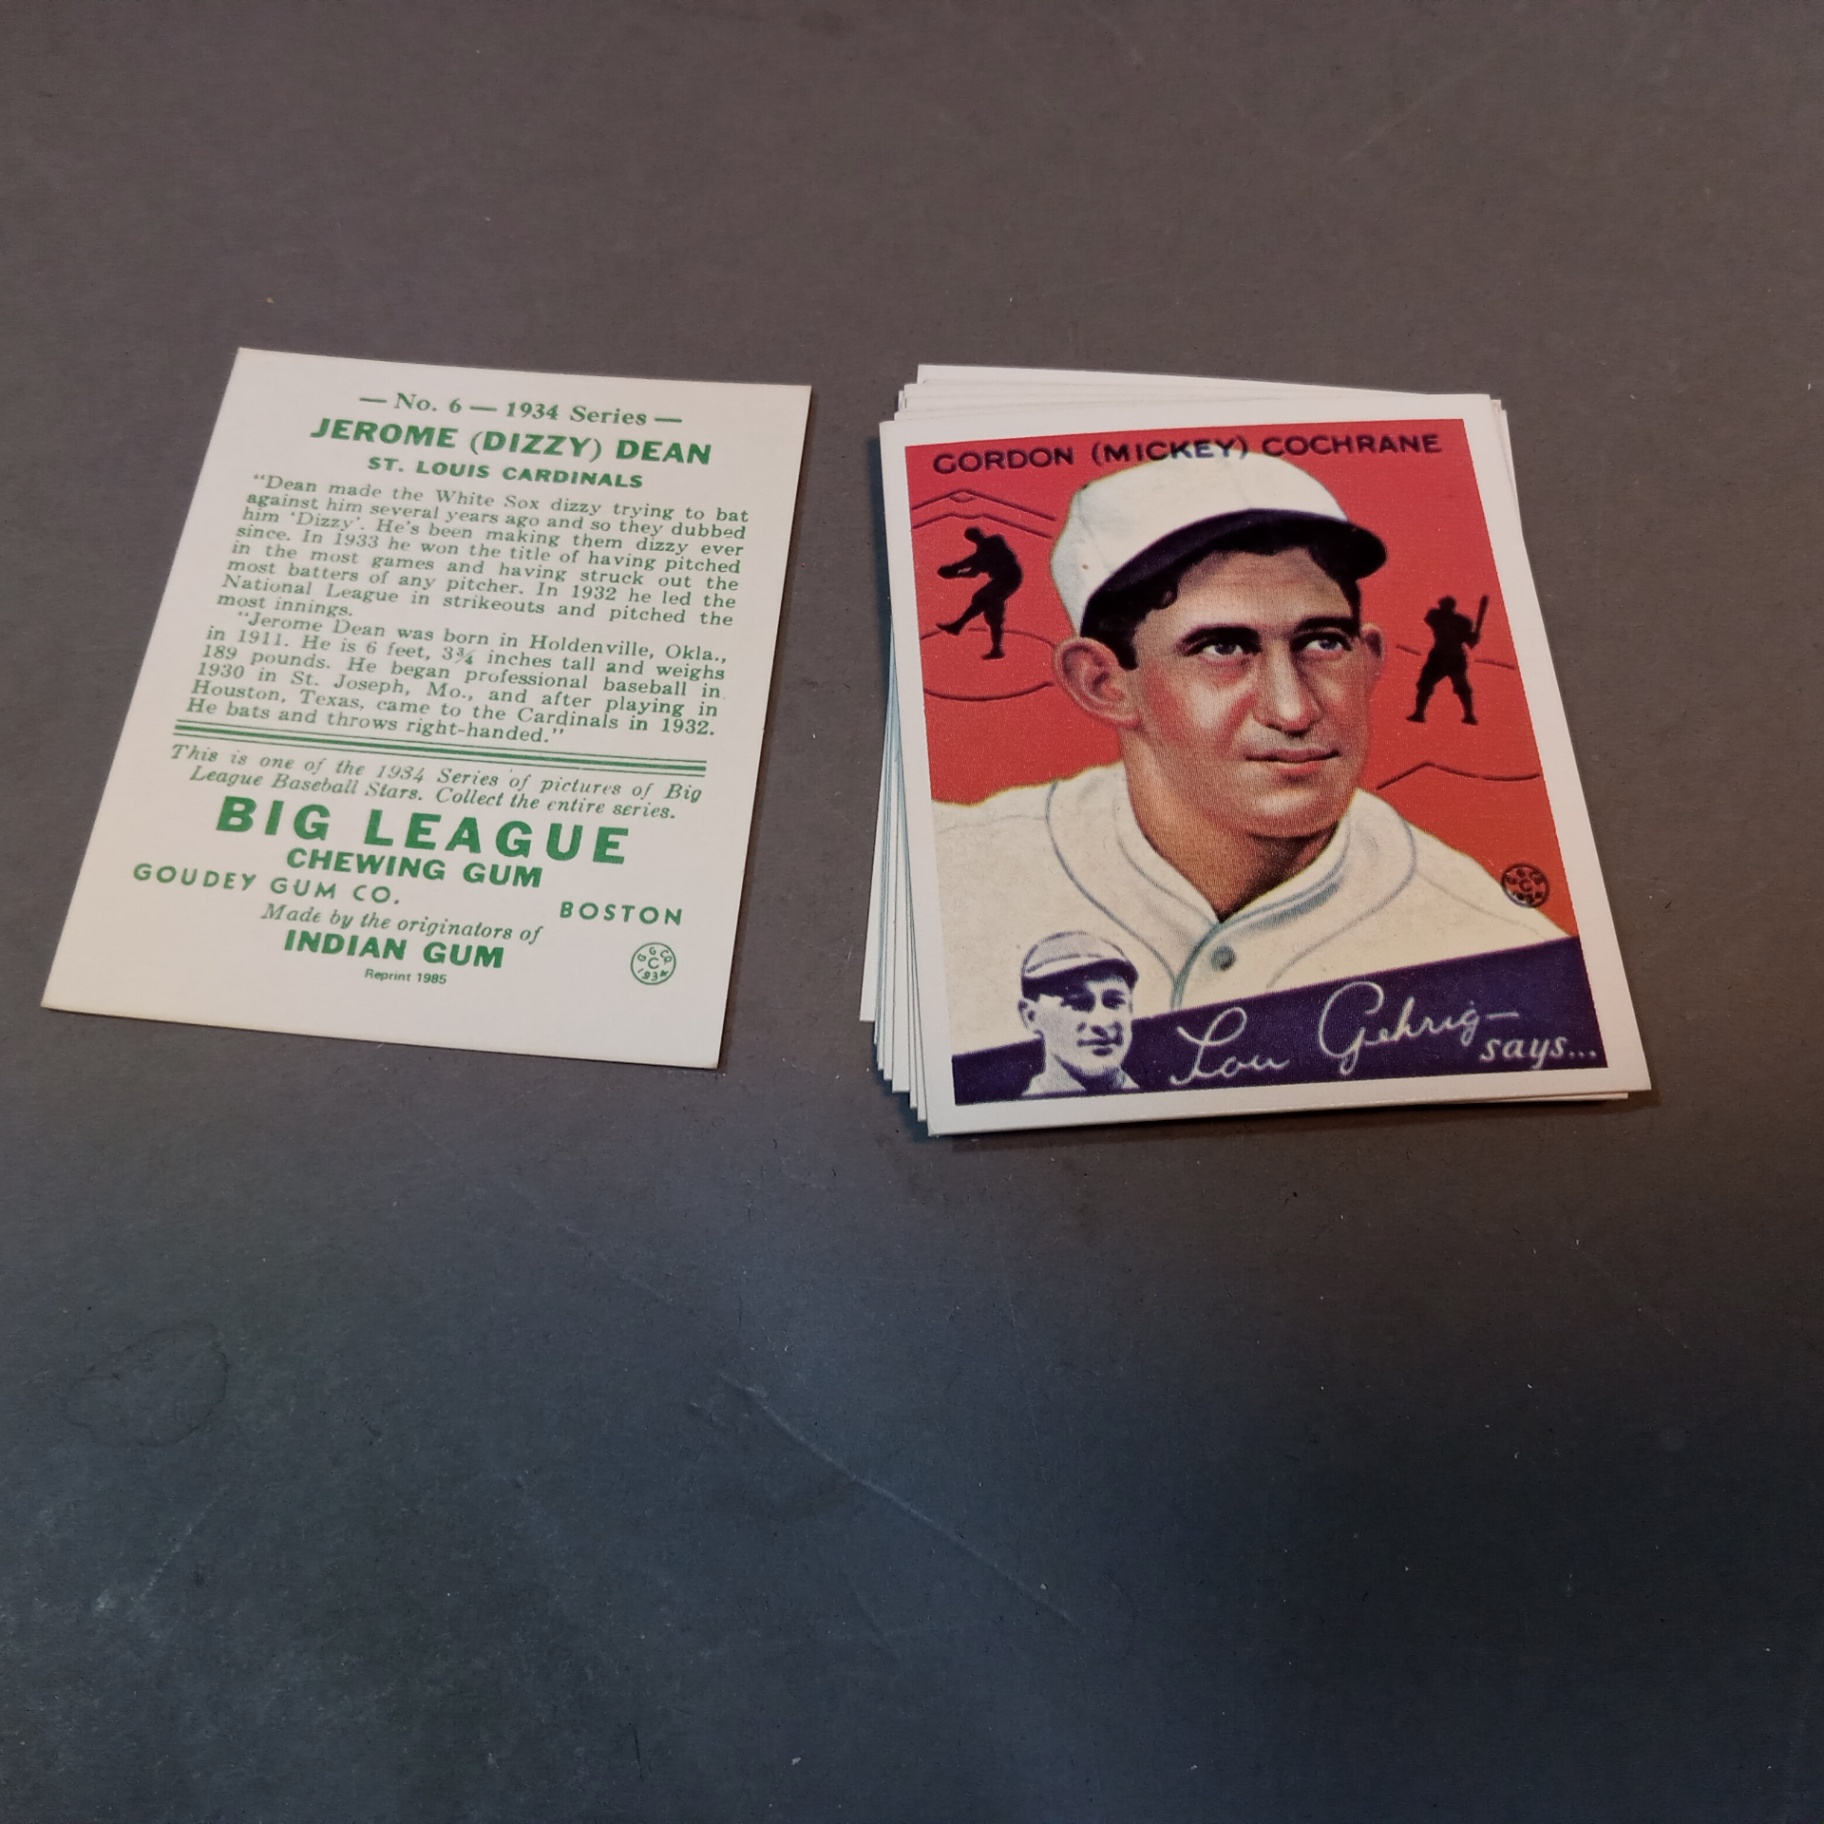 — No. 6 — 1934 Series —
JEROME (DIZZY) DEAN
ST. LOUIS CARDINALS
"Dean made the White Sox dizzy trying to bat
against him several years ago and so they dubbed
him 'Dizzy'. He's been making them dizzy ever
since. In 1933 he won the title of having pitched
in the most games and having struck out the
most batters of any pitcher. In 1932 he led the
National League in strikeouts and pitched the
most innings.
"Jerome Dean was born in Holdenville, Okla.,
in 1911. He is 6 feet, 3¾ inches tall and weighs
189 pounds. He began professional baseball in
1930 in St. Joseph, Mo., and after playing in
Houston, Texas, came to the Cardinals in 1932.
He bats and throws right-handed."
This is one of the 1934 Series of pictures of Big
League Baseball Stars. Collect the entire series.
BIG LEAGUE
CHEWING GUM
GOUDEY GUM CO. BOSTON
Made by the originators of
INDIAN GUM
Reprint 1985
GORDON (MICKEY) COCHRANE
Lou Gehrig—
says...